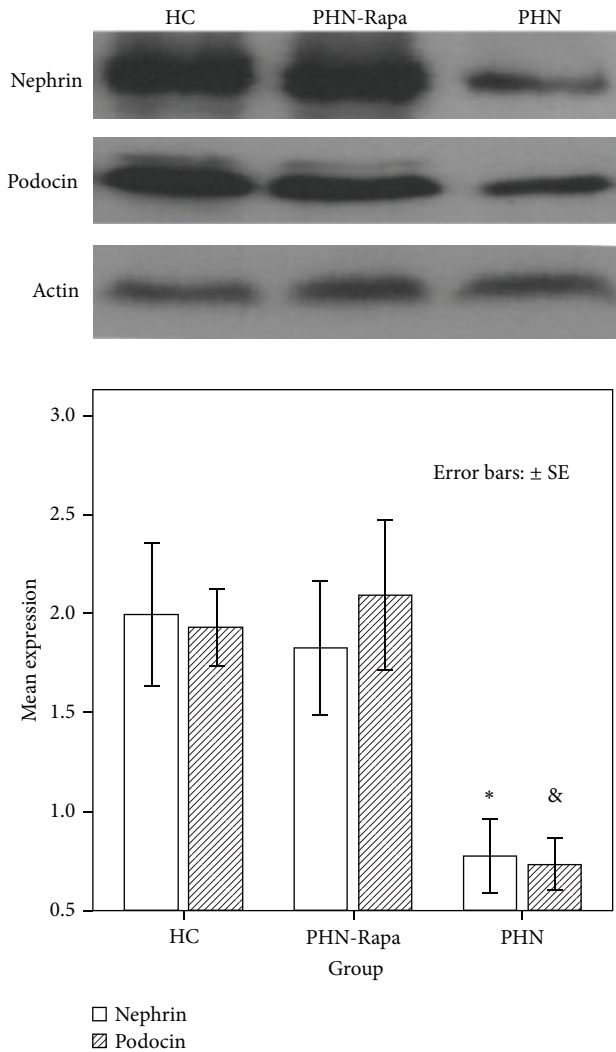 HC PHN-Rapa PHN
Nephrin
Podocin
Actin
3.0
Error bars: ± SE
2.5
2.0
Mean expression
1.5
1.0
* &
0.5
HC PHN-Rapa PHN
Group
Nephrin
Podocin